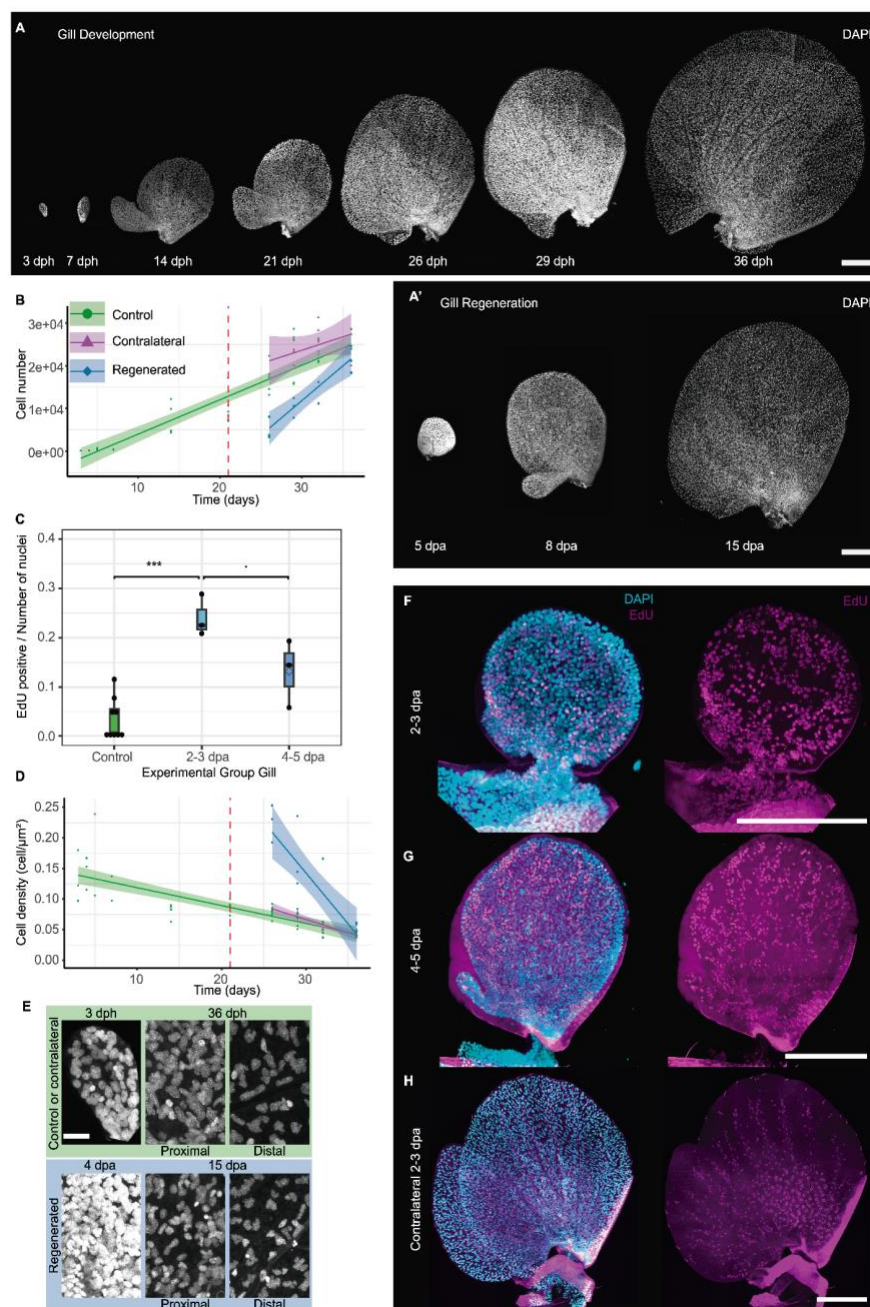 A Gill Development DAPI
3 dph 7 dph 14 dph 21 dph 26 dph 29 dph 36 dph
B
Control
Contralateral
Regenerated
Cell number
3e+04
2e+04
1e+04
0e+00
10 20 30
Time (days)
A' Gill Regeneration DAPI
5 dpa 8 dpa 15 dpa
C
EdU positive / Number of nuclei
0.4
0.3
0.2
0.1
0.0
*** .
Control 2-3 dpa 4-5 dpa
Experimental Group Gill
D
Cell density (cell/µm²)
0.25
0.20
0.15
0.10
0.05
0.00
10 20 30
Time (days)
E
3 dph 36 dph
Control or contralateral
Proximal Distal
4 dpa 15 dpa
Regenerated
Proximal Distal
F DAPI EdU
EdU
2-3 dpa
G
4-5 dpa
H
Contralateral 2-3 dpa